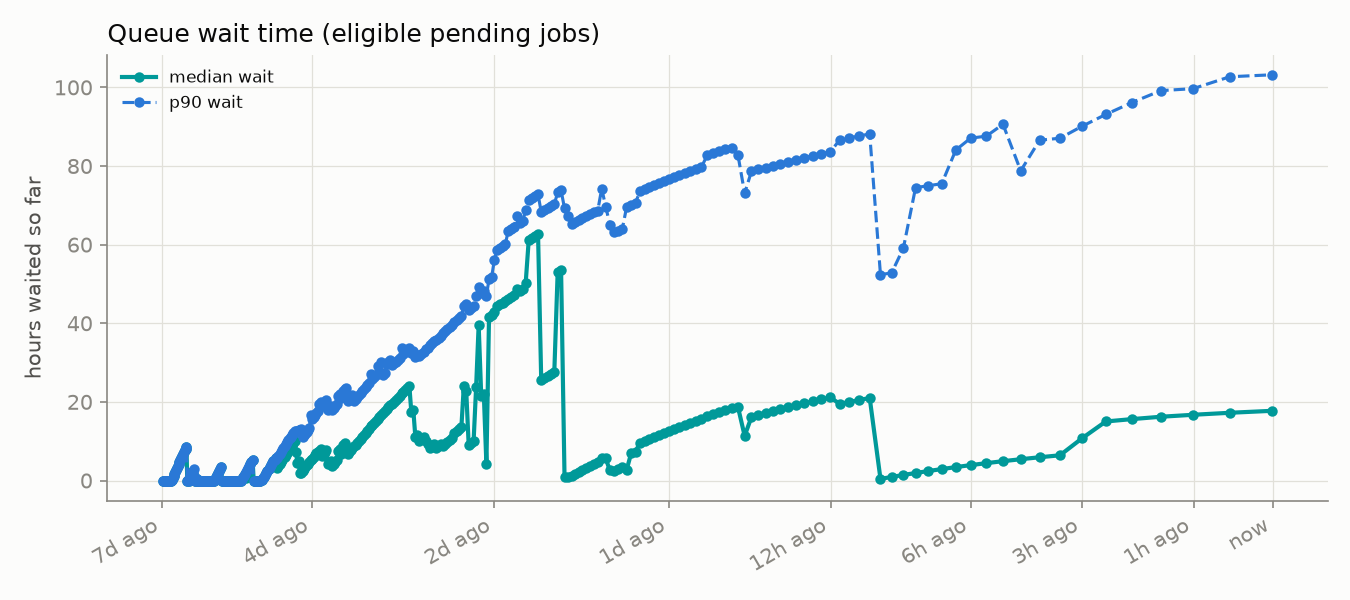 Queue wait time (eligible pending jobs)
median wait
p90 wait
hours waited so far
100
80
60
40
20
0
7d ago
4d ago
2d ago
1d ago
12h ago
6h ago
3h ago
1h ago
now